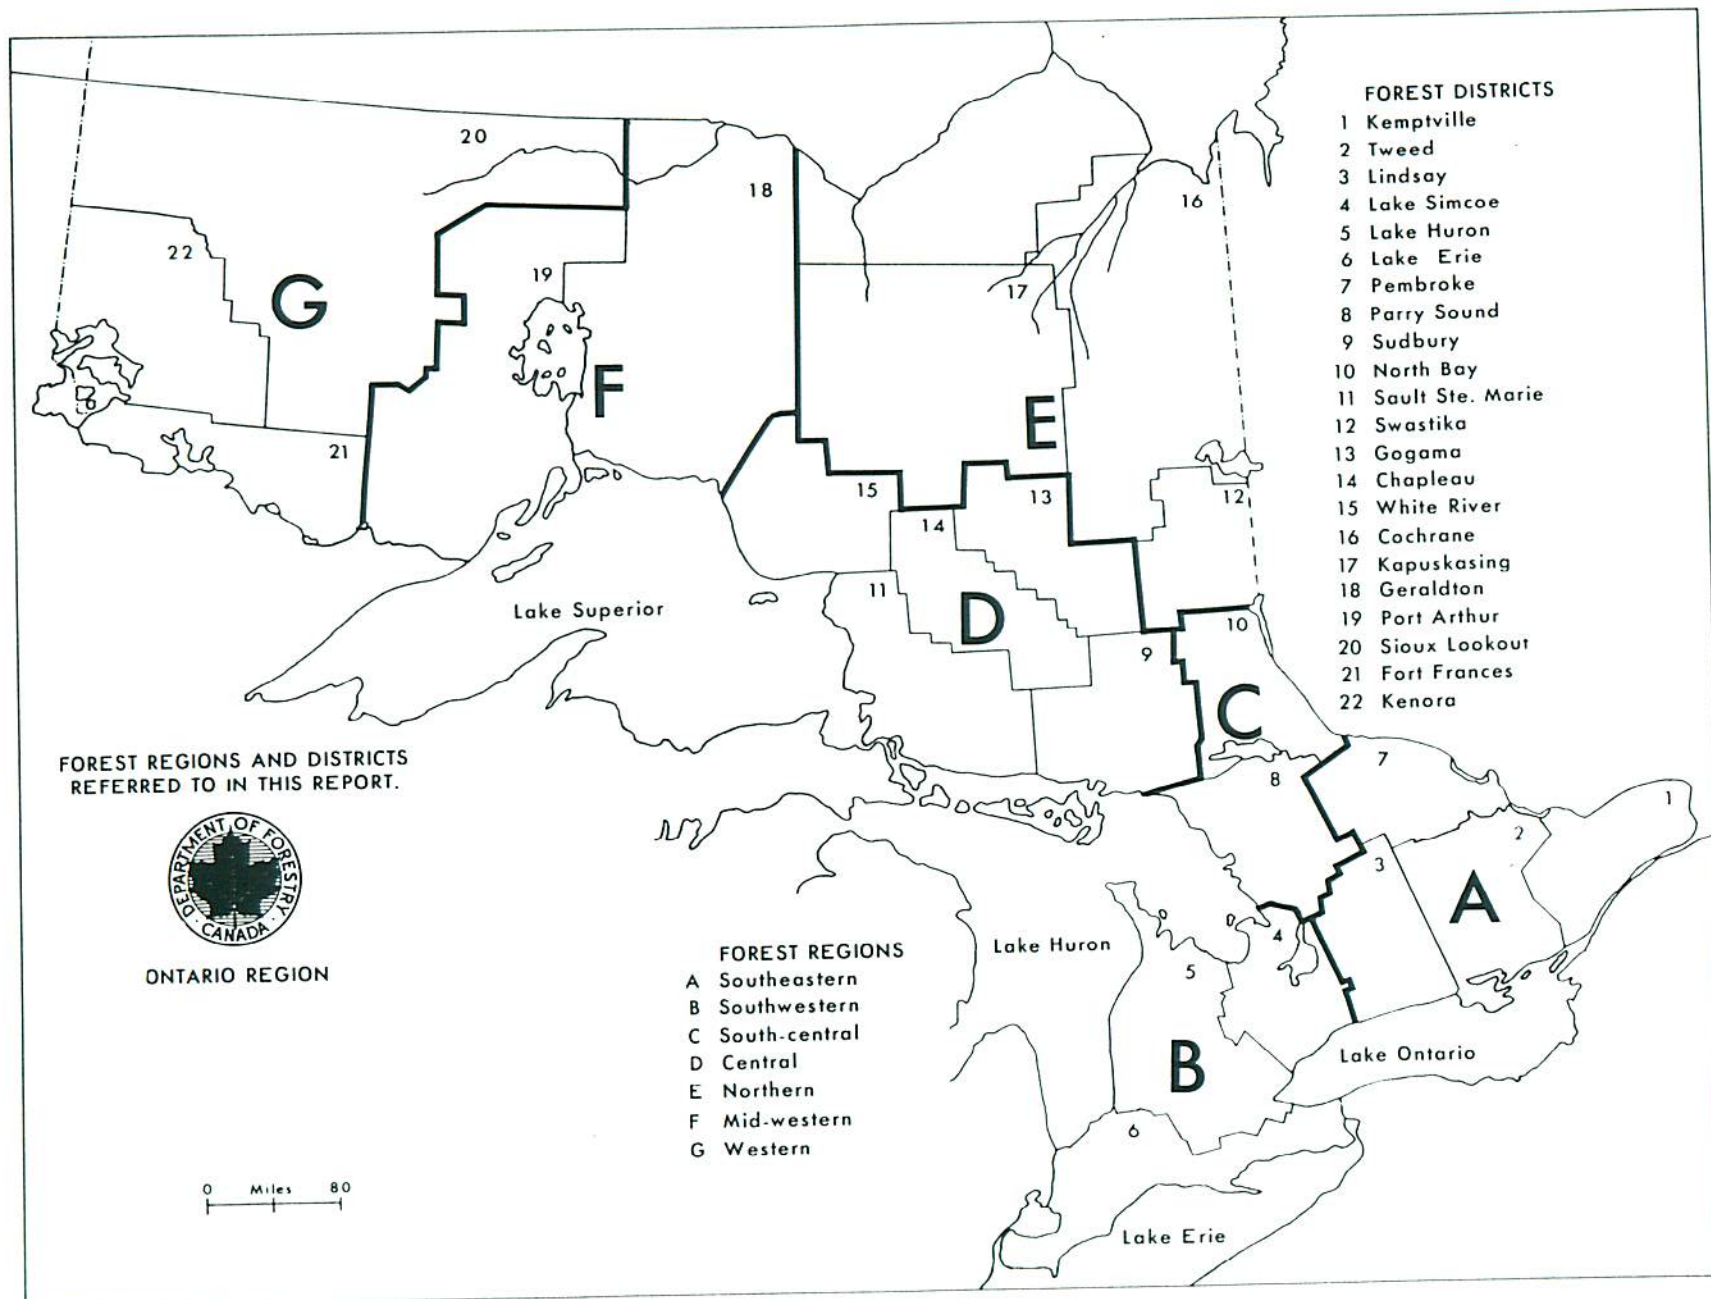 FOREST DISTRICTS
1 Kemptville
2 Tweed
3 Lindsay
4 Lake Simcoe
5 Lake Huron
6 Lake Erie
7 Pembroke
8 Parry Sound
9 Sudbury
10 North Bay
11 Sault Ste. Marie
12 Swastika
13 Gogama
14 Chapleau
15 White River
16 Cochrane
17 Kapuskasing
18 Geraldton
19 Port Arthur
20 Sioux Lookout
21 Fort Frances
22 Kenora
20
18
16
22
G
19
17
F
E
21
15
13
12
14
11
D
10
9
Lake Superior
C
7
8
1
2
3
A
4
5
Lake Huron
B
Lake Ontario
6
Lake Erie
FOREST REGIONS AND DISTRICTS
REFERRED TO IN THIS REPORT.
DEPARTMENT OF FORESTRY
· CANADA ·
ONTARIO REGION
FOREST REGIONS
A Southeastern
B Southwestern
C South-central
D Central
E Northern
F Mid-western
G Western
0 Miles 80